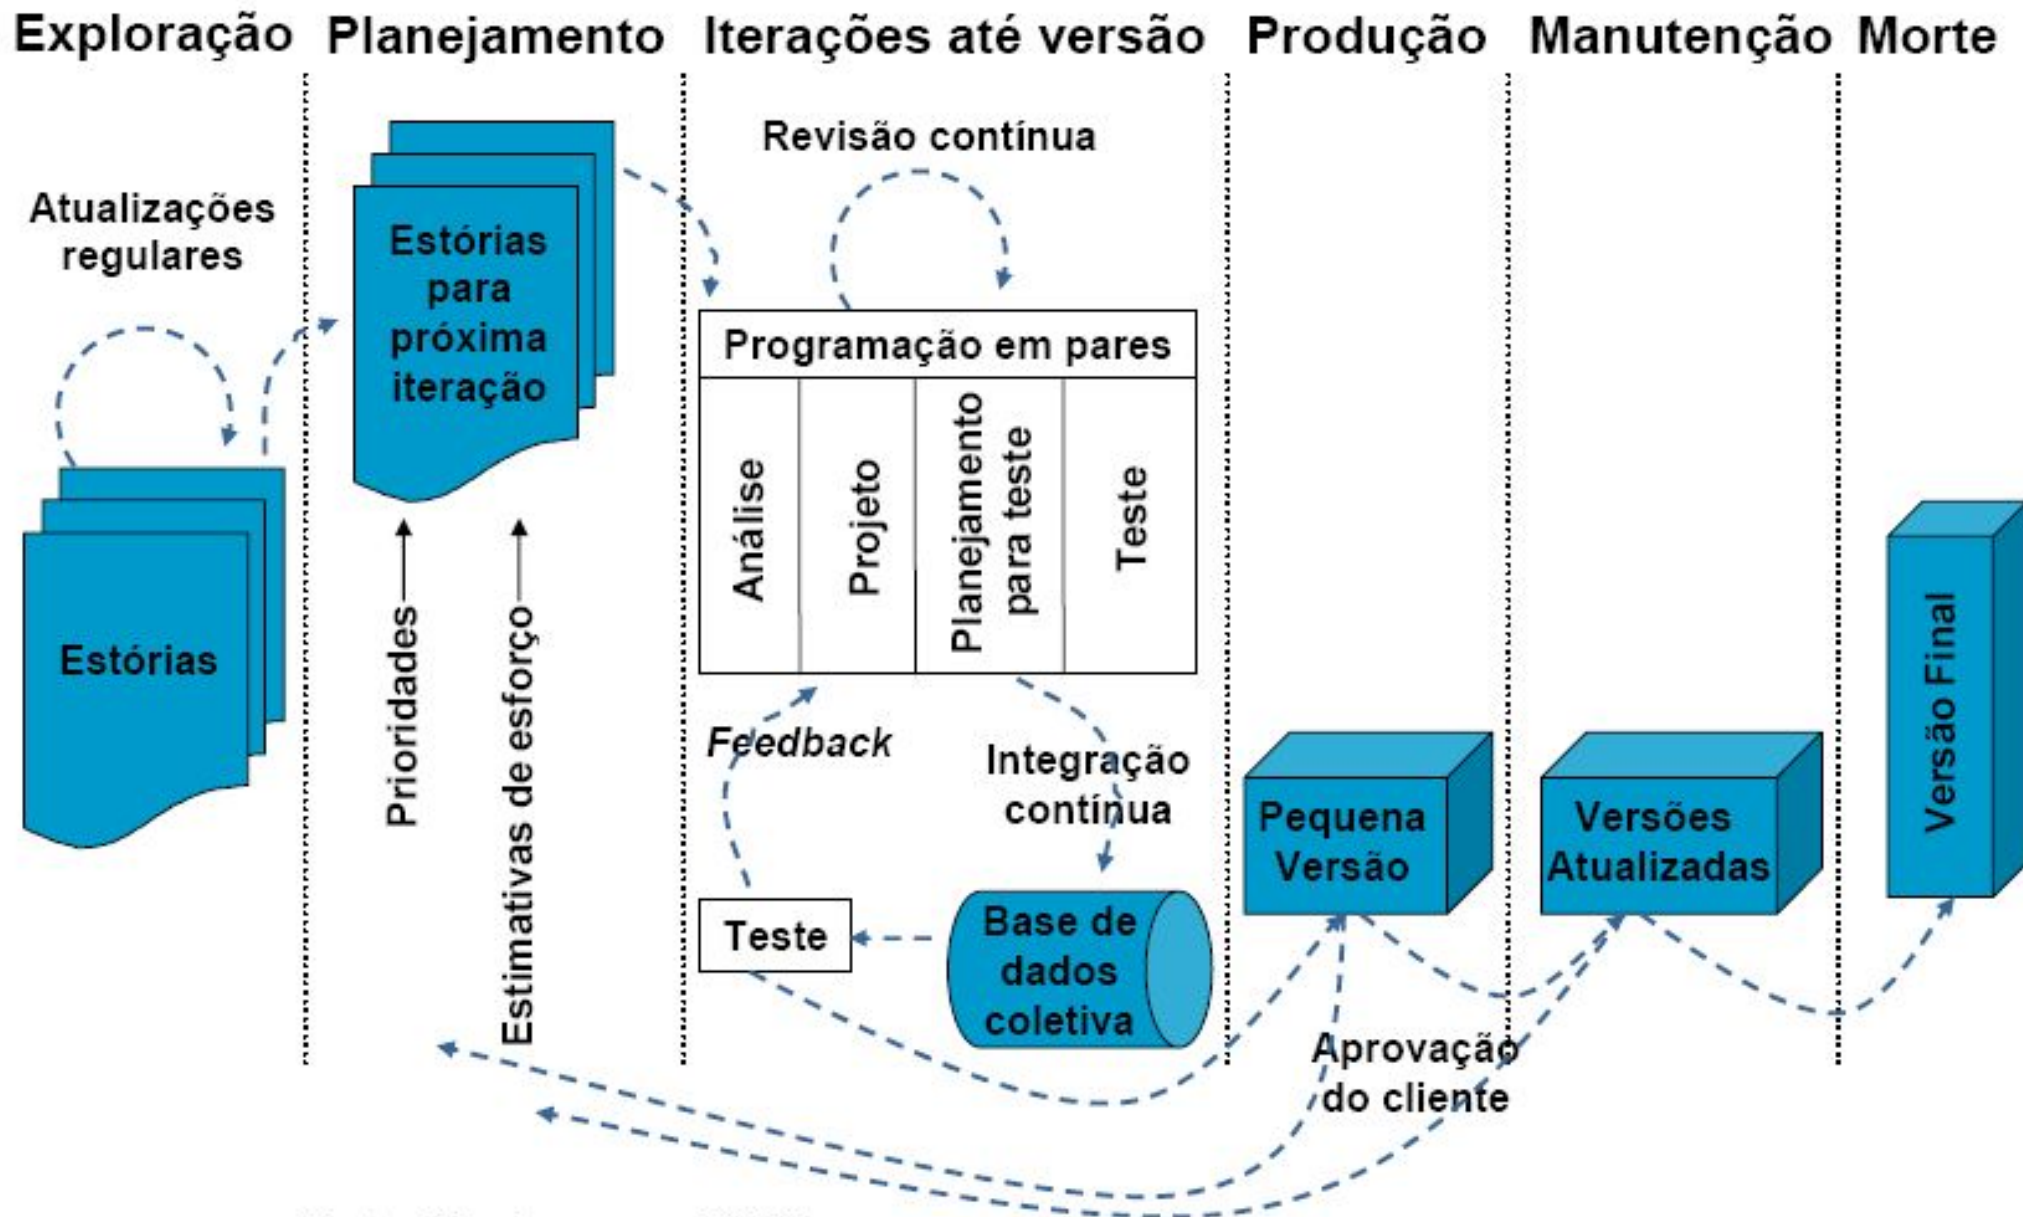 Exploração
Planejamento
Iterações até versão
Produção
Manutenção
Morte
Atualizações
regulares
Estórias
Estórias
para
próxima
iteração
Prioridades
Estimativas de esforço
Revisão contínua
Programação em pares
Análise
Projeto
Planejamento
para teste
Teste
Feedback
Integração
contínua
Teste
Base de
dados
coletiva
Pequena
Versão
Aprovação
do cliente
Versões
Atualizadas
Versão Final